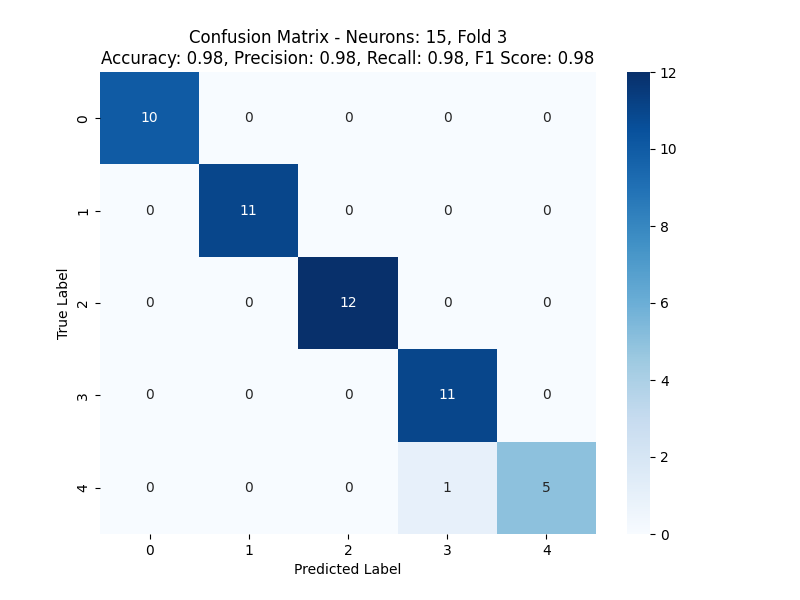 Confusion Matrix - Neurons: 15, Fold 3
Accuracy: 0.98, Precision: 0.98, Recall: 0.98, F1 Score: 0.98
True Label
0 10 0 0 0 0
1 0 11 0 0 0
2 0 0 12 0 0
3 0 0 0 11 0
4 0 0 0 1 5
0 1 2 3 4
Predicted Label
12
10
8
6
4
2
0